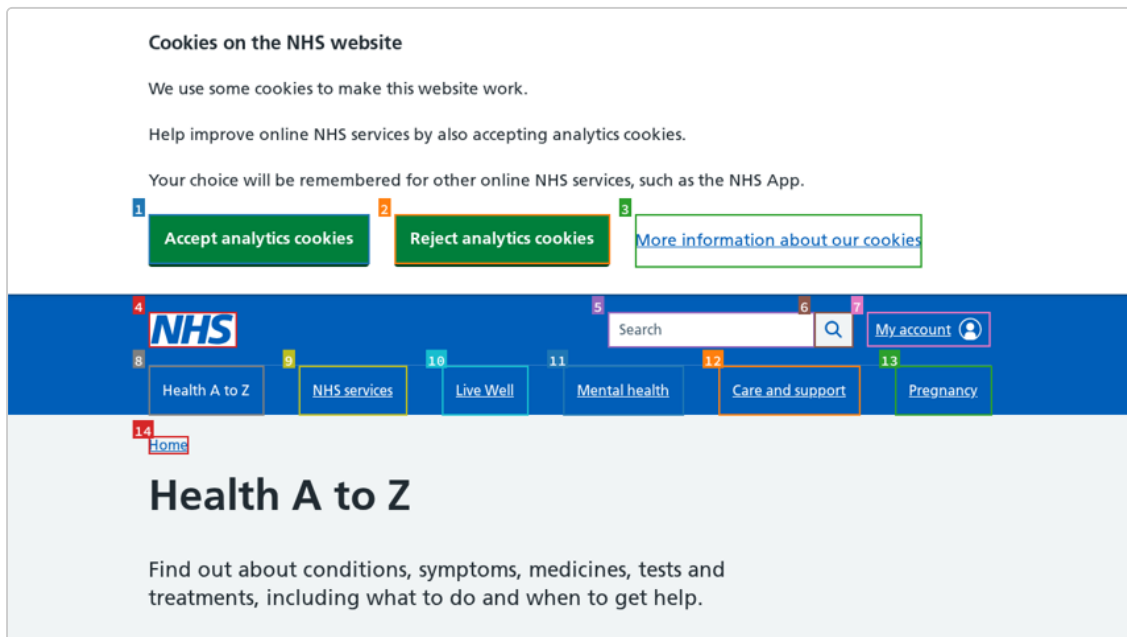 Cookies on the NHS website
We use some cookies to make this website work.
Help improve online NHS services by also accepting analytics cookies.
Your choice will be remembered for other online NHS services, such as the NHS App.
1 2 3
Accept analytics cookies Reject analytics cookies More information about our cookies
4 5 6 7
NHS Search My account
8 9 10 11 12 13
Health A to Z NHS services Live Well Mental health Care and support Pregnancy
14
Home
Health A to Z
Find out about conditions, symptoms, medicines, tests and
treatments, including what to do and when to get help.